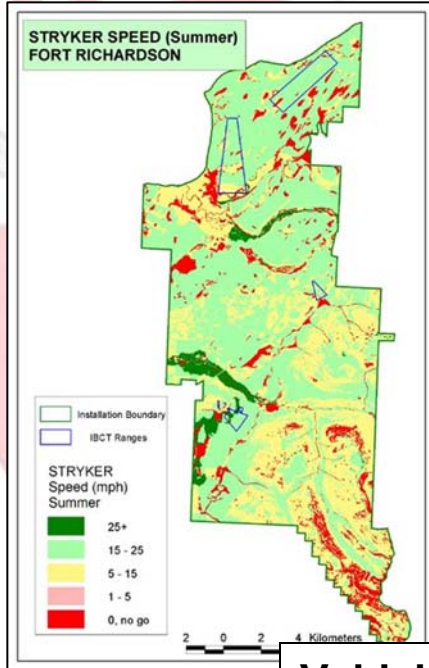 STRYKER SPEED (Summer)
FORT RICHARDSON
Installation Boundary
IBCT Ranges
STRYKER
Speed (mph)
Summer
25+
15 - 25
5 - 15
1 - 5
0, no go
2 0 2 4 Kilometers